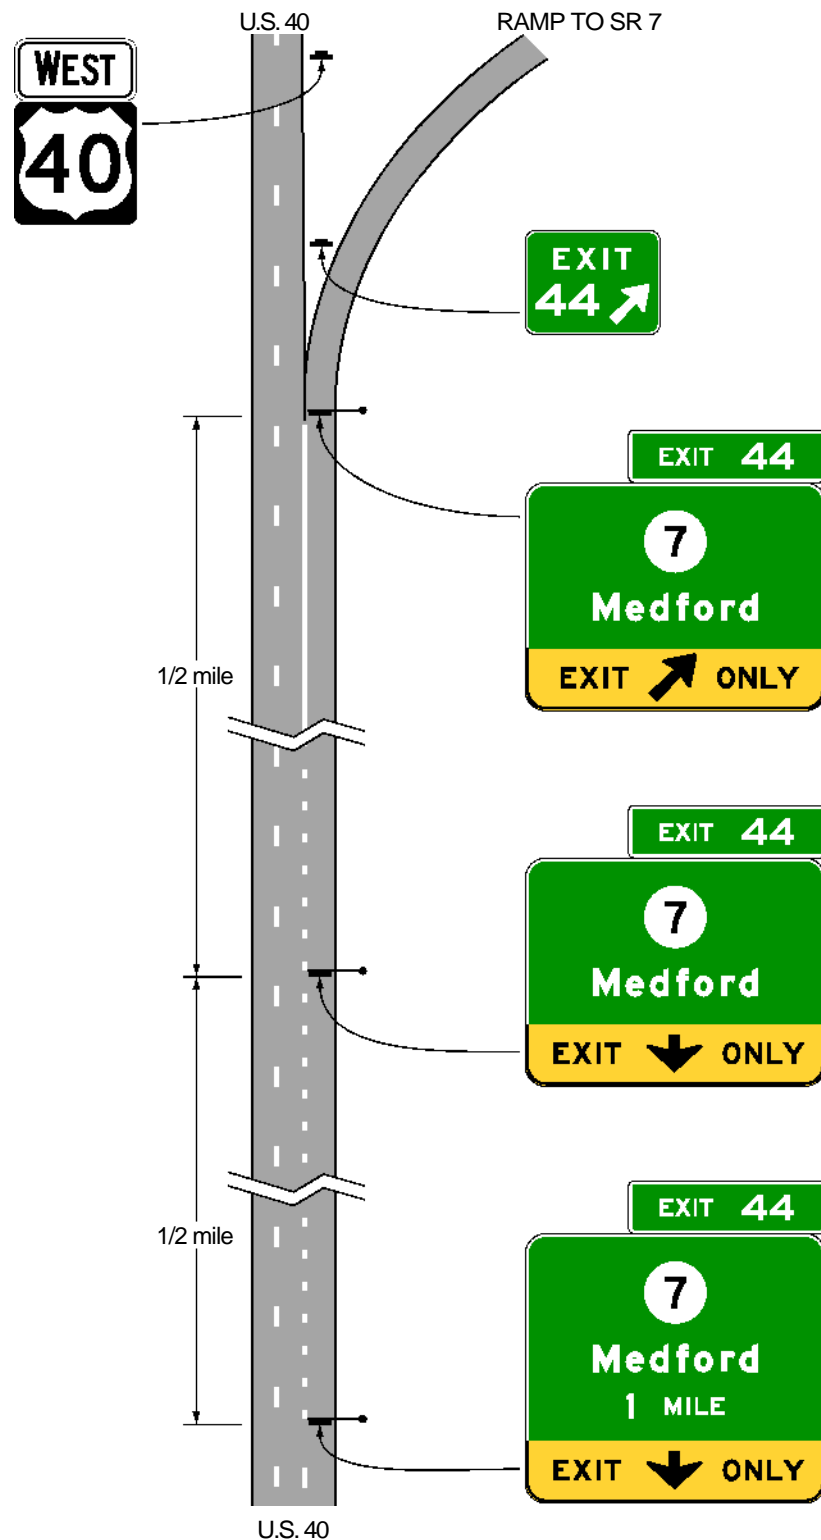 U.S. 40
RAMP TO SR 7
WEST
40
EXIT
44
EXIT 44
7
Medford
EXIT ONLY
1/2 mile
EXIT 44
7
Medford
EXIT ONLY
EXIT 44
1/2 mile
7
Medford
1 MILE
EXIT ONLY
U.S. 40